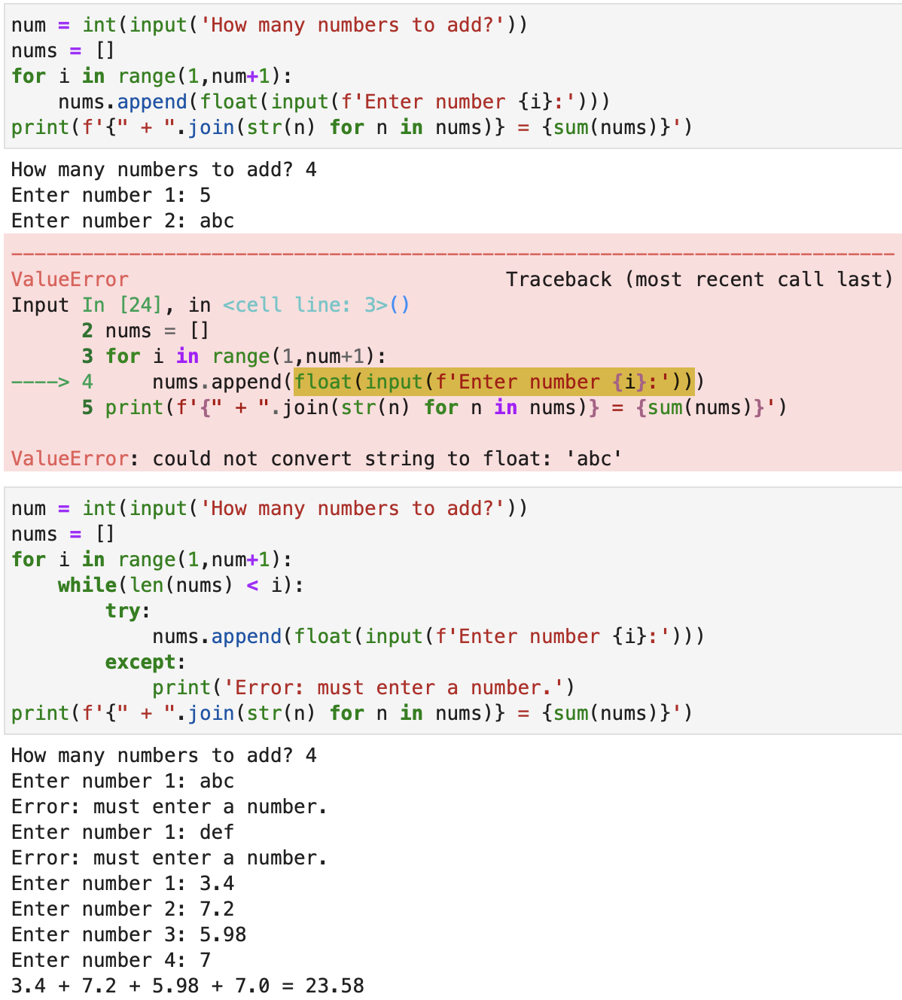 num = int(input('How many numbers to add?'))
nums = []
for i in range(1,num+1):
    nums.append(float(input(f'Enter number {i}:')))
print(f'{" + ".join(str(n) for n in nums)} = {sum(nums)}')
How many numbers to add? 4
Enter number 1: 5
Enter number 2: abc
---------------------------------------------------------------------------
ValueError                                Traceback (most recent call last)
Input In [24], in <cell line: 3>()
      2 nums = []
      3 for i in range(1,num+1):
----> 4     nums.append(float(input(f'Enter number {i}:')))
      5 print(f'{" + ".join(str(n) for n in nums)} = {sum(nums)}')
ValueError: could not convert string to float: 'abc'
num = int(input('How many numbers to add?'))
nums = []
for i in range(1,num+1):
    while(len(nums) < i):
        try:
            nums.append(float(input(f'Enter number {i}:')))
        except:
            print('Error: must enter a number.')
print(f'{" + ".join(str(n) for n in nums)} = {sum(nums)}')
How many numbers to add? 4
Enter number 1: abc
Error: must enter a number.
Enter number 1: def
Error: must enter a number.
Enter number 1: 3.4
Enter number 2: 7.2
Enter number 3: 5.98
Enter number 4: 7
3.4 + 7.2 + 5.98 + 7.0 = 23.58